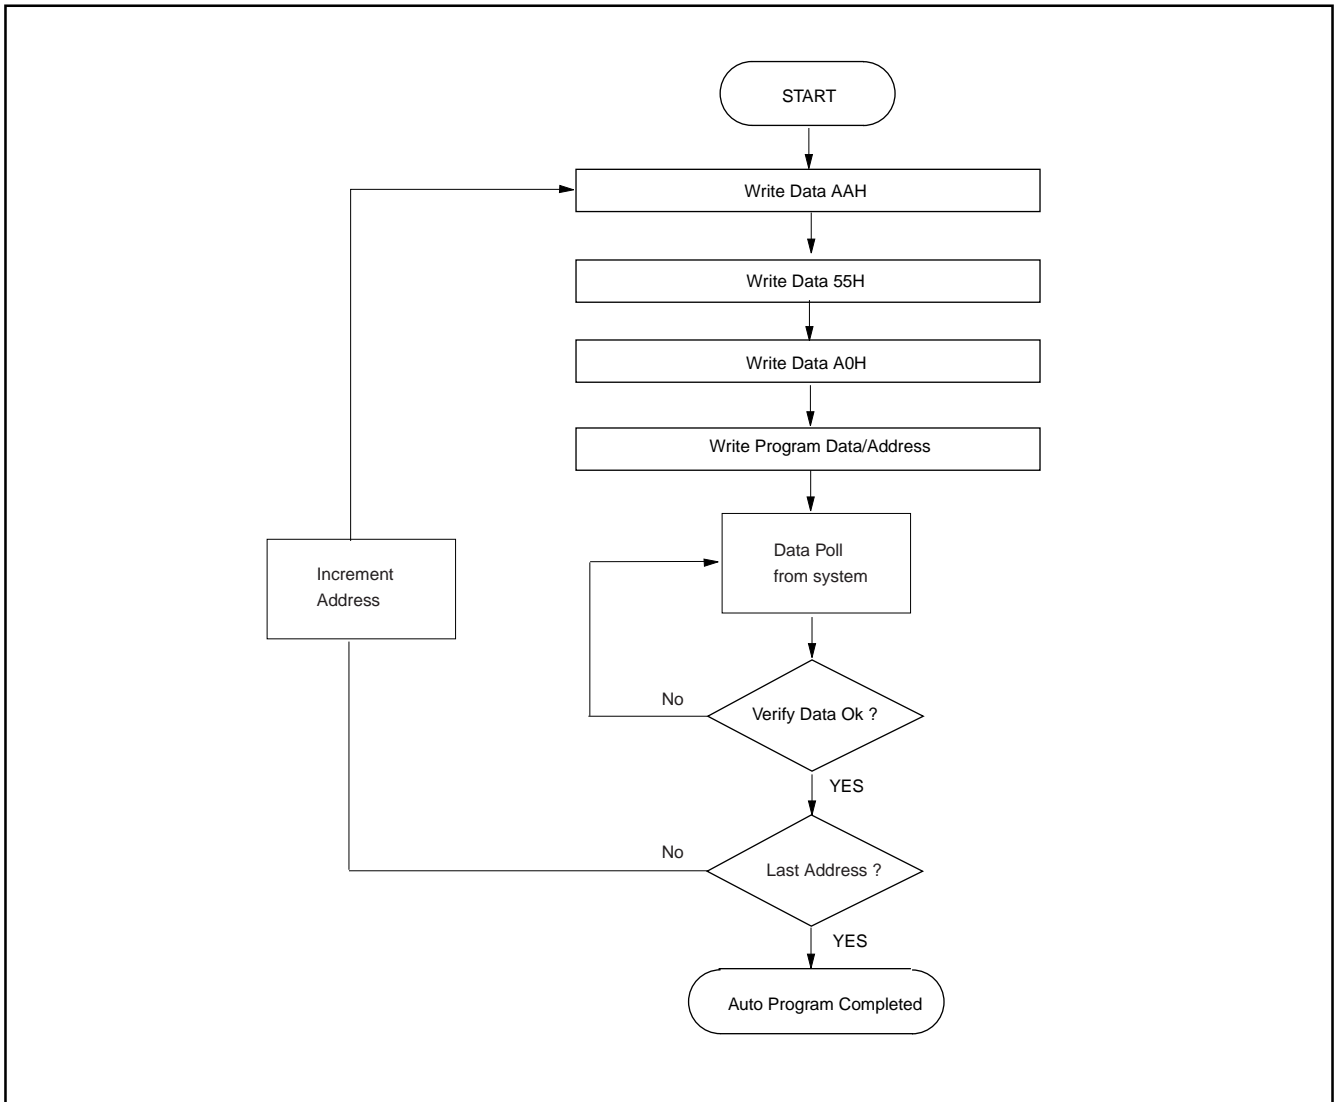 START
Write Data AAH
Write Data 55H
Write Data A0H
Write Program Data/Address
Data Poll
from system
Increment
Address
No
Verify Data Ok ?
YES
No
Last Address ?
YES
Auto Program Completed